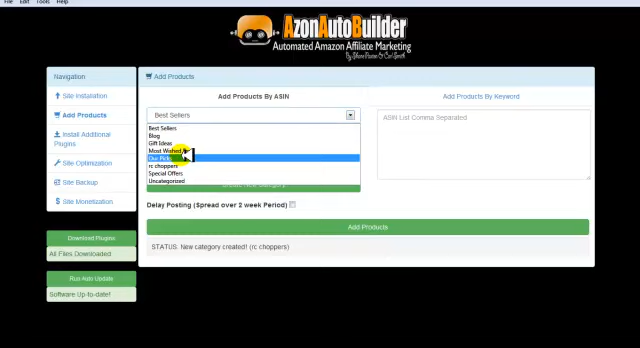 File Edit Tools Help
AzonAutoBuilder
Automated Amazon Affiliate Marketing
Navigation
Site Installation
Add Products
Install Additional
Plugins
Site Optimization
Site Backup
Site Monetization
Download Plugins
All Files Downloaded
Run Auto Update
Software Up-to-date!
Add Products
Add Products By ASIN
Add Products By Keyword
Best Sellers
Best Sellers
Blog
Gift Ideas
Most Wished
Our Picks
rc choppers
Special Offers
Uncategorized
Create New Category
ASIN List Comma Separated
Delay Posting (Spread over 2 week Period)
Add Products
STATUS: New category created! (rc choppers)